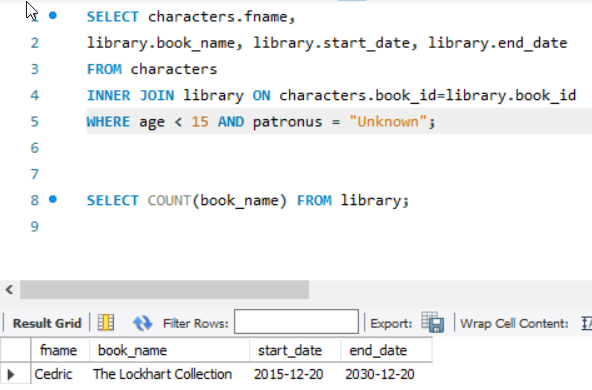 1 SELECT characters.fname,
2 library.book_name, library.start_date, library.end_date
3 FROM characters
4 INNER JOIN library ON characters.book_id=library.book_id
5 WHERE age < 15 AND patronus = "Unknown";
6
7
8 SELECT COUNT(book_name) FROM library;
9
Result Grid Filter Rows: Export: Wrap Cell Content:
fname book_name start_date end_date
Cedric The Lockhart Collection 2015-12-20 2030-12-20